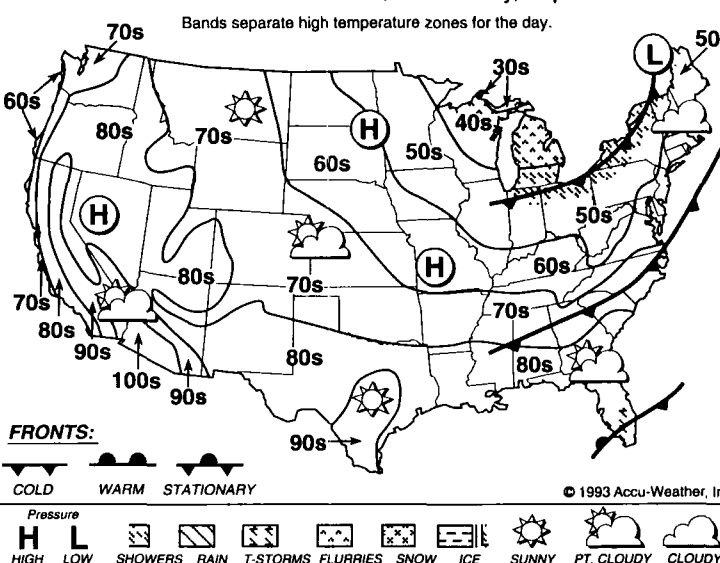 Bands separate high temperature zones for the day.
70s
50
L
60s
30s
80s
70s
H
40s
60s
50s
H
50s
80s
H
60s
70s
70s
70s
80s
90s
80s
80s
100s
90s
90s
FRONTS:
COLD WARM STATIONARY
© 1993 Accu-Weather, In
Pressure
H L
HIGH LOW SHOWERS RAIN T-STORMS FLURRIES SNOW ICE SUNNY PT. CLOUDY CLOUDY